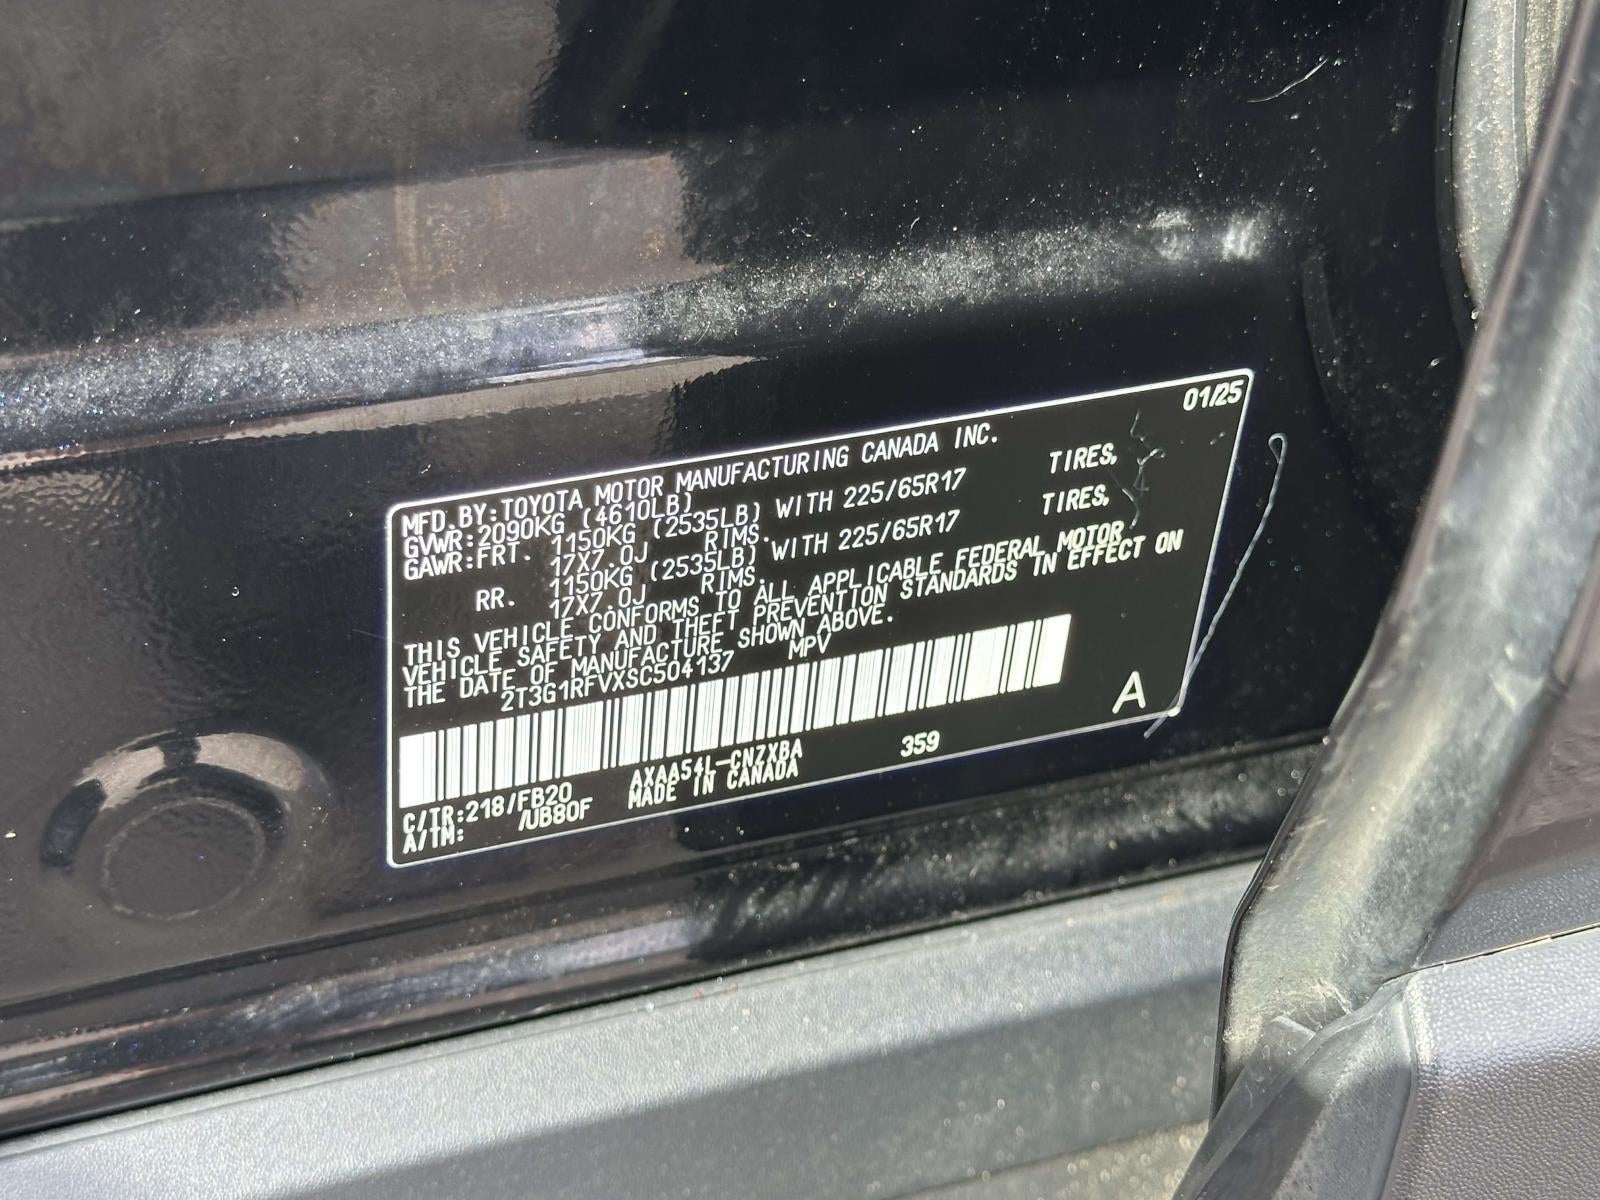 01/25
MFD.BY:TOYOTA MOTOR MANUFACTURING CANADA INC.
GVWR:2090KG (4610LB)
GAWR:FRT. 1150KG (2535LB) WITH 225/65R17 TIRES,
17X7.0J RIMS.
RR. 1150KG (2535LB) WITH 225/65R17 TIRES,
17X7.0J RIMS.
THIS VEHICLE CONFORMS TO ALL APPLICABLE FEDERAL MOTOR
VEHICLE SAFETY AND THEFT PREVENTION STANDARDS IN EFFECT ON
THE DATE OF MANUFACTURE SHOWN ABOVE.
2T3G1RFVXSC504137 MPV
A
C/TR:218/FB20 AXAA54L-CNZXBA 359
A/TM: /UB80F MADE IN CANADA